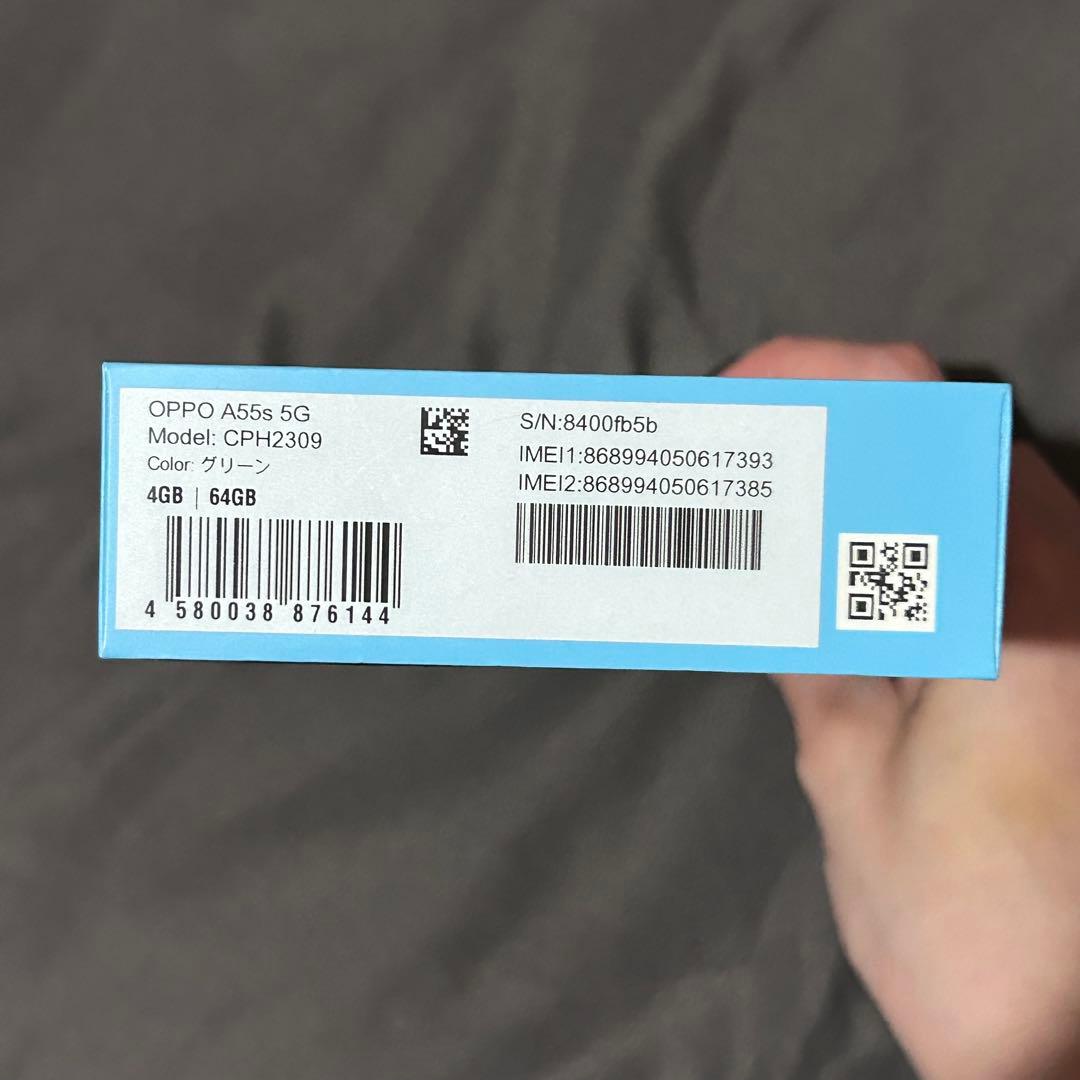 OPPO A55s 5G
Model: CPH2309
Color: グリーン
4GB | 64GB
4 580038 876144
S/N:8400fb5b
IMEI1:868994050617393
IMEI2:868994050617385